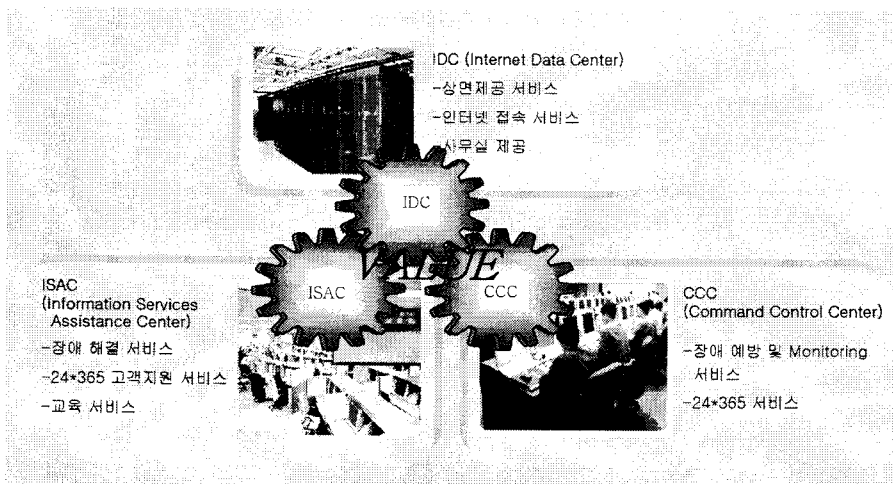 IDC (Internet Data Center)
-상면제공 서비스
-인터넷 접속 서비스
-사무실 제공
IDC
VALUE
ISAC
CCC
ISAC
(Information Services
Assistance Center)
-장애 해결 서비스
-24*365 고객지원 서비스
-교육 서비스
CCC
(Command Control Center)
-장애 예방 및 Monitoring
서비스
-24*365 서비스